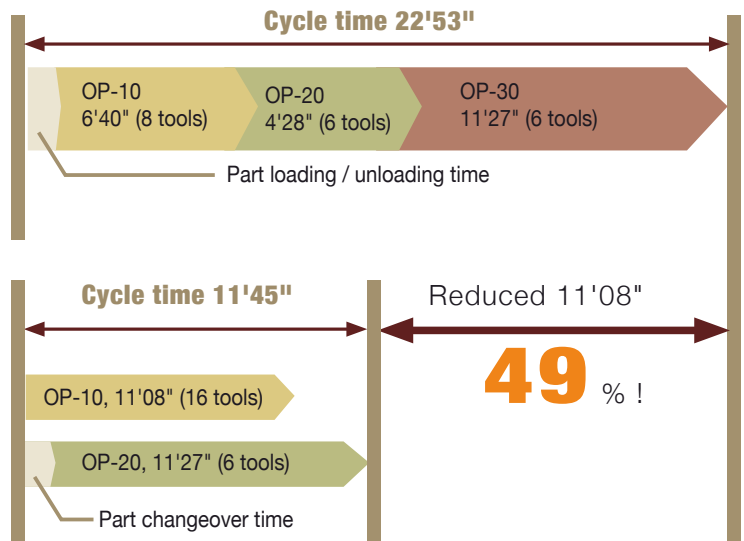 Cycle time 22'53"
OP-10
6'40" (8 tools)
OP-20
4'28" (6 tools)
OP-30
11'27" (6 tools)
Part loading / unloading time
Cycle time 11'45"
Reduced 11'08"
49 % !
OP-10, 11'08" (16 tools)
OP-20, 11'27" (6 tools)
Part changeover time